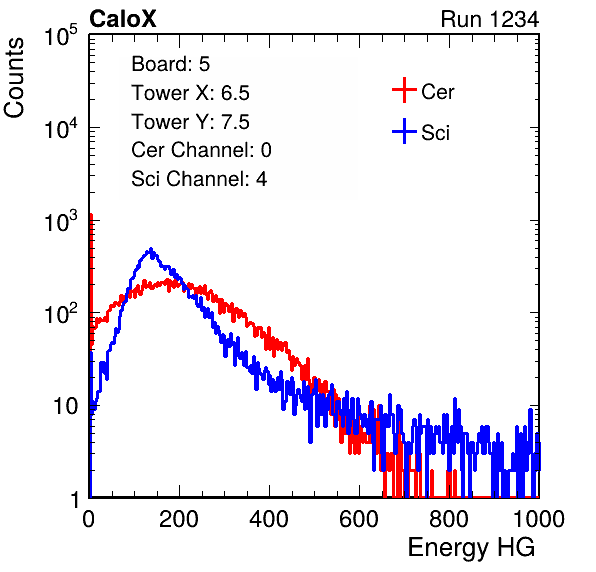 CaloX Run 1234
10^5
Counts
Board: 5
Tower X: 6.5
Tower Y: 7.5
Cer Channel: 0
Sci Channel: 4
Cer
Sci
10^4
10^3
10^2
10
1
0 200 400 600 800 1000
Energy HG